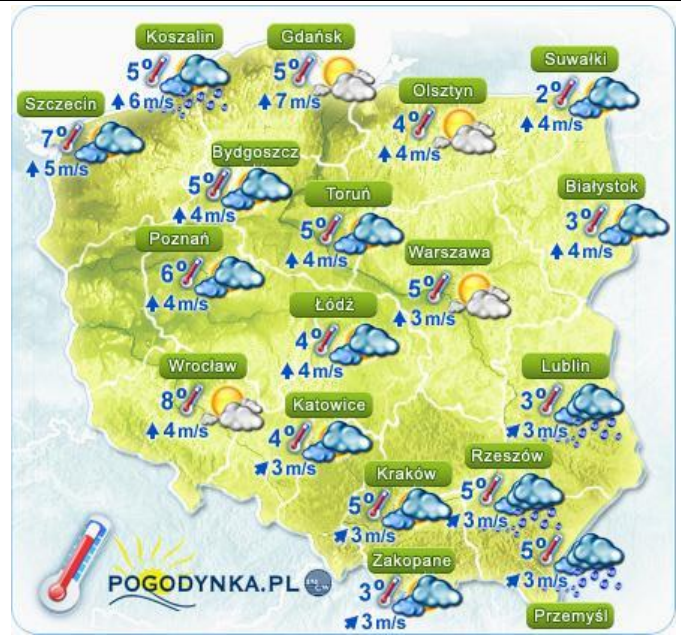 Koszalin
5°
6 m/s
Gdańsk
5°
7 m/s
Suwałki
2°
4 m/s
Olsztyn
4°
4 m/s
Szczecin
7°
5 m/s
Bydgoszcz
5°
4 m/s
Toruń
5°
4 m/s
Białystok
3°
4 m/s
Poznań
6°
4 m/s
Warszawa
5°
3 m/s
Łódź
4°
4 m/s
Wrocław
8°
4 m/s
Katowice
4°
3 m/s
Lublin
3°
3 m/s
Kraków
5°
3 m/s
Rzeszów
5°
3 m/s
5°
3 m/s
Przemyśl
Zakopane
3°
3 m/s
POGODYNKA.PL